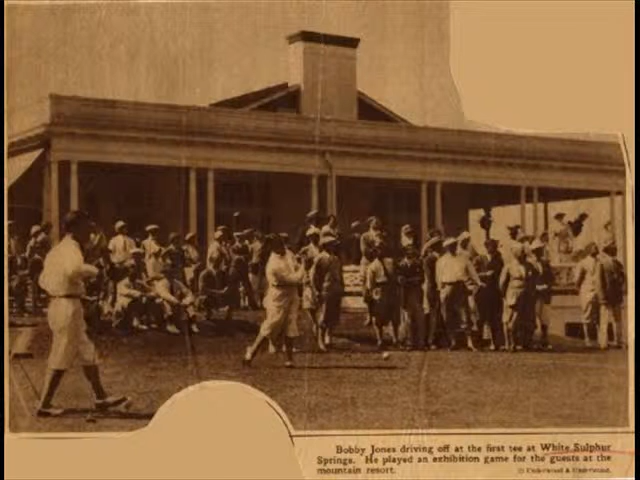 Bobby Jones driving off at the first tee at White Sulphur
Springs. He played an exhibition game for the guests at the
mountain resort.
© Underwood & Underwood.